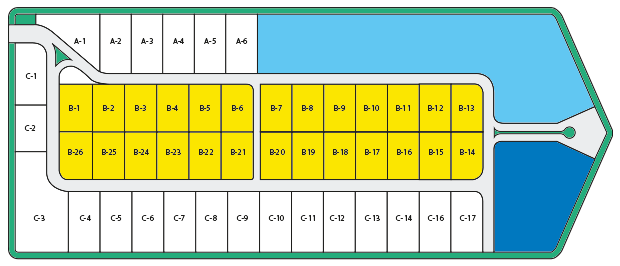 A-1 A-2 A-3 A-4 A-5 A-6
C-1
B-1 B-2 B-3 B-4 B-5 B-6 B-7 B-8 B-9 B-10 B-11 B-12 B-13
C-2
B-26 B-25 B-24 B-23 B-22 B-21 B-20 B19 B-18 B-17 B-16 B-15 B-14
C-3 C-4 C-5 C-6 C-7 C-8 C-9 C-10 C-11 C-12 C-13 C-14 C-16 C-17